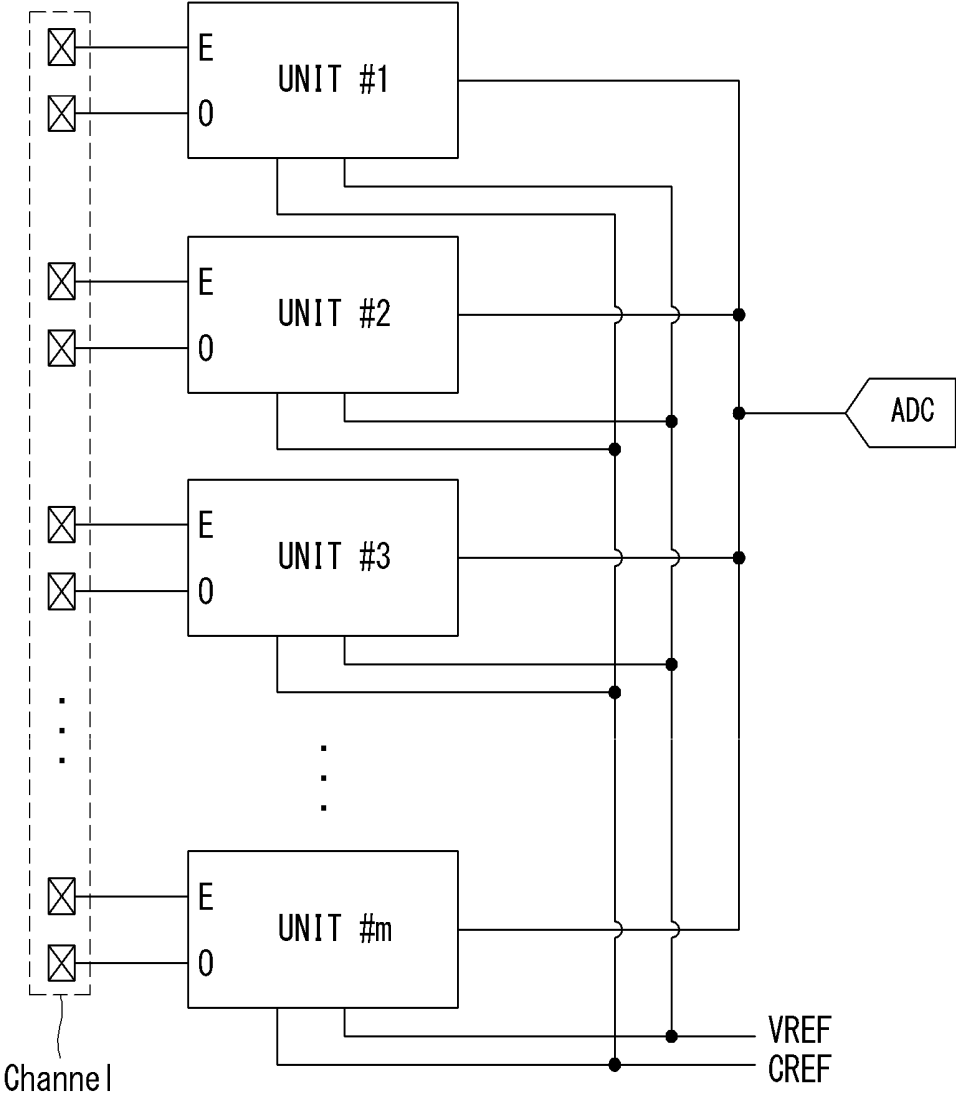 E
UNIT #1
O
E
UNIT #2
O
ADC
E
UNIT #3
O
E
UNIT #m
O
VREF
CREF
Channel